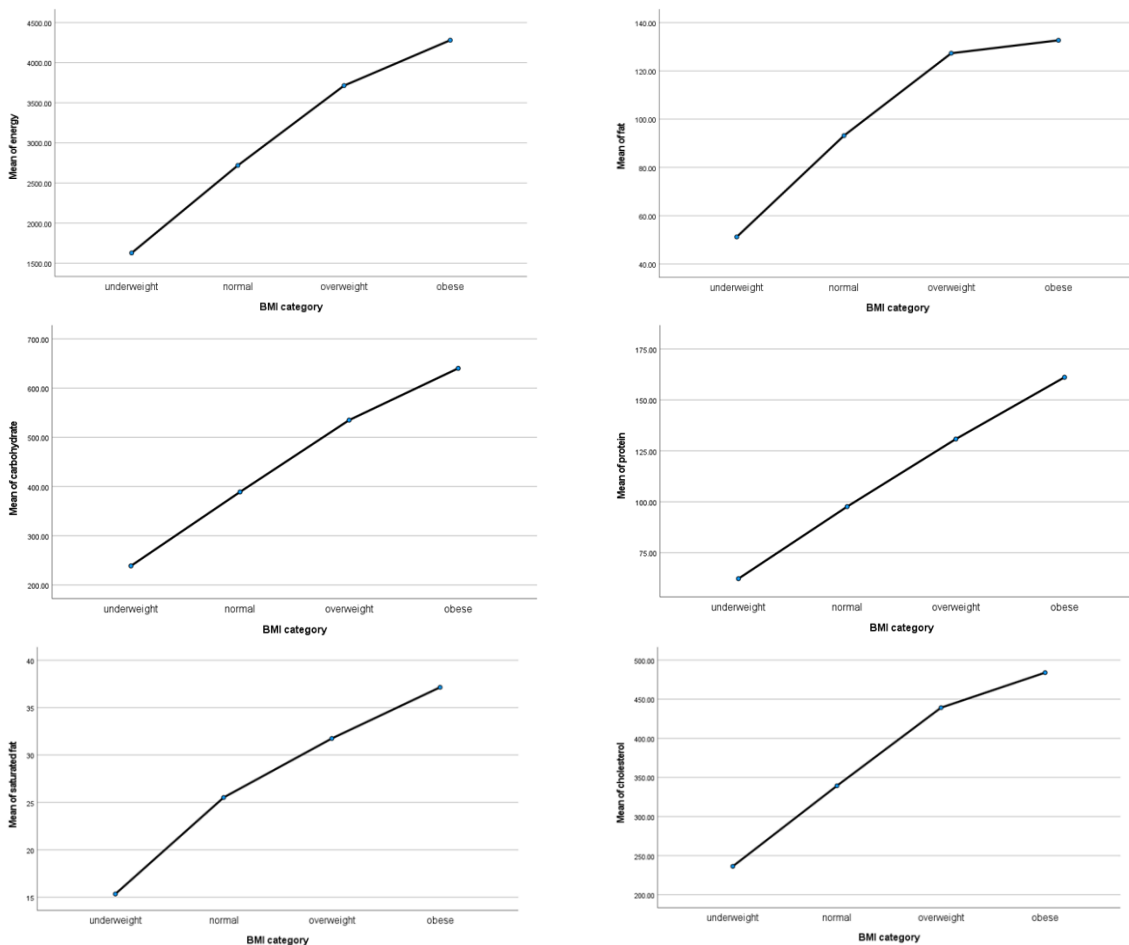 Mean of energy
4500.00
4000.00
3500.00
3000.00
2500.00
2000.00
1500.00
underweight normal overweight obese
BMI category
Mean of fat
140.00
120.00
100.00
80.00
60.00
40.00
underweight normal overweight obese
BMI category
Mean of carbohydrate
700.00
600.00
500.00
400.00
300.00
200.00
underweight normal overweight obese
BMI category
Mean of protein
175.00
150.00
125.00
100.00
75.00
underweight normal overweight obese
BMI category
Mean of saturated fat
40
35
30
25
20
15
underweight normal overweight obese
BMI category
Mean of cholesterol
500.00
450.00
400.00
350.00
300.00
250.00
200.00
underweight normal overweight obese
BMI category